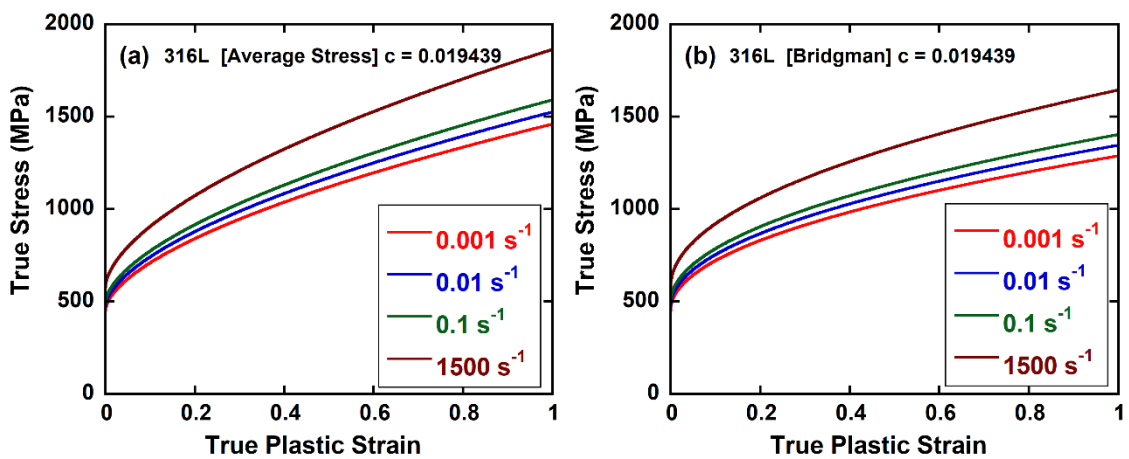 2000
1500
1000
500
0
True Stress (MPa)
(a) 316L [Average Stress] c = 0.019439
0.001 s⁻¹
0.01 s⁻¹
0.1 s⁻¹
1500 s⁻¹
0 0.2 0.4 0.6 0.8 1
True Plastic Strain
2000
1500
1000
500
0
True Stress (MPa)
(b) 316L [Bridgman] c = 0.019439
0.001 s⁻¹
0.01 s⁻¹
0.1 s⁻¹
1500 s⁻¹
0 0.2 0.4 0.6 0.8 1
True Plastic Strain